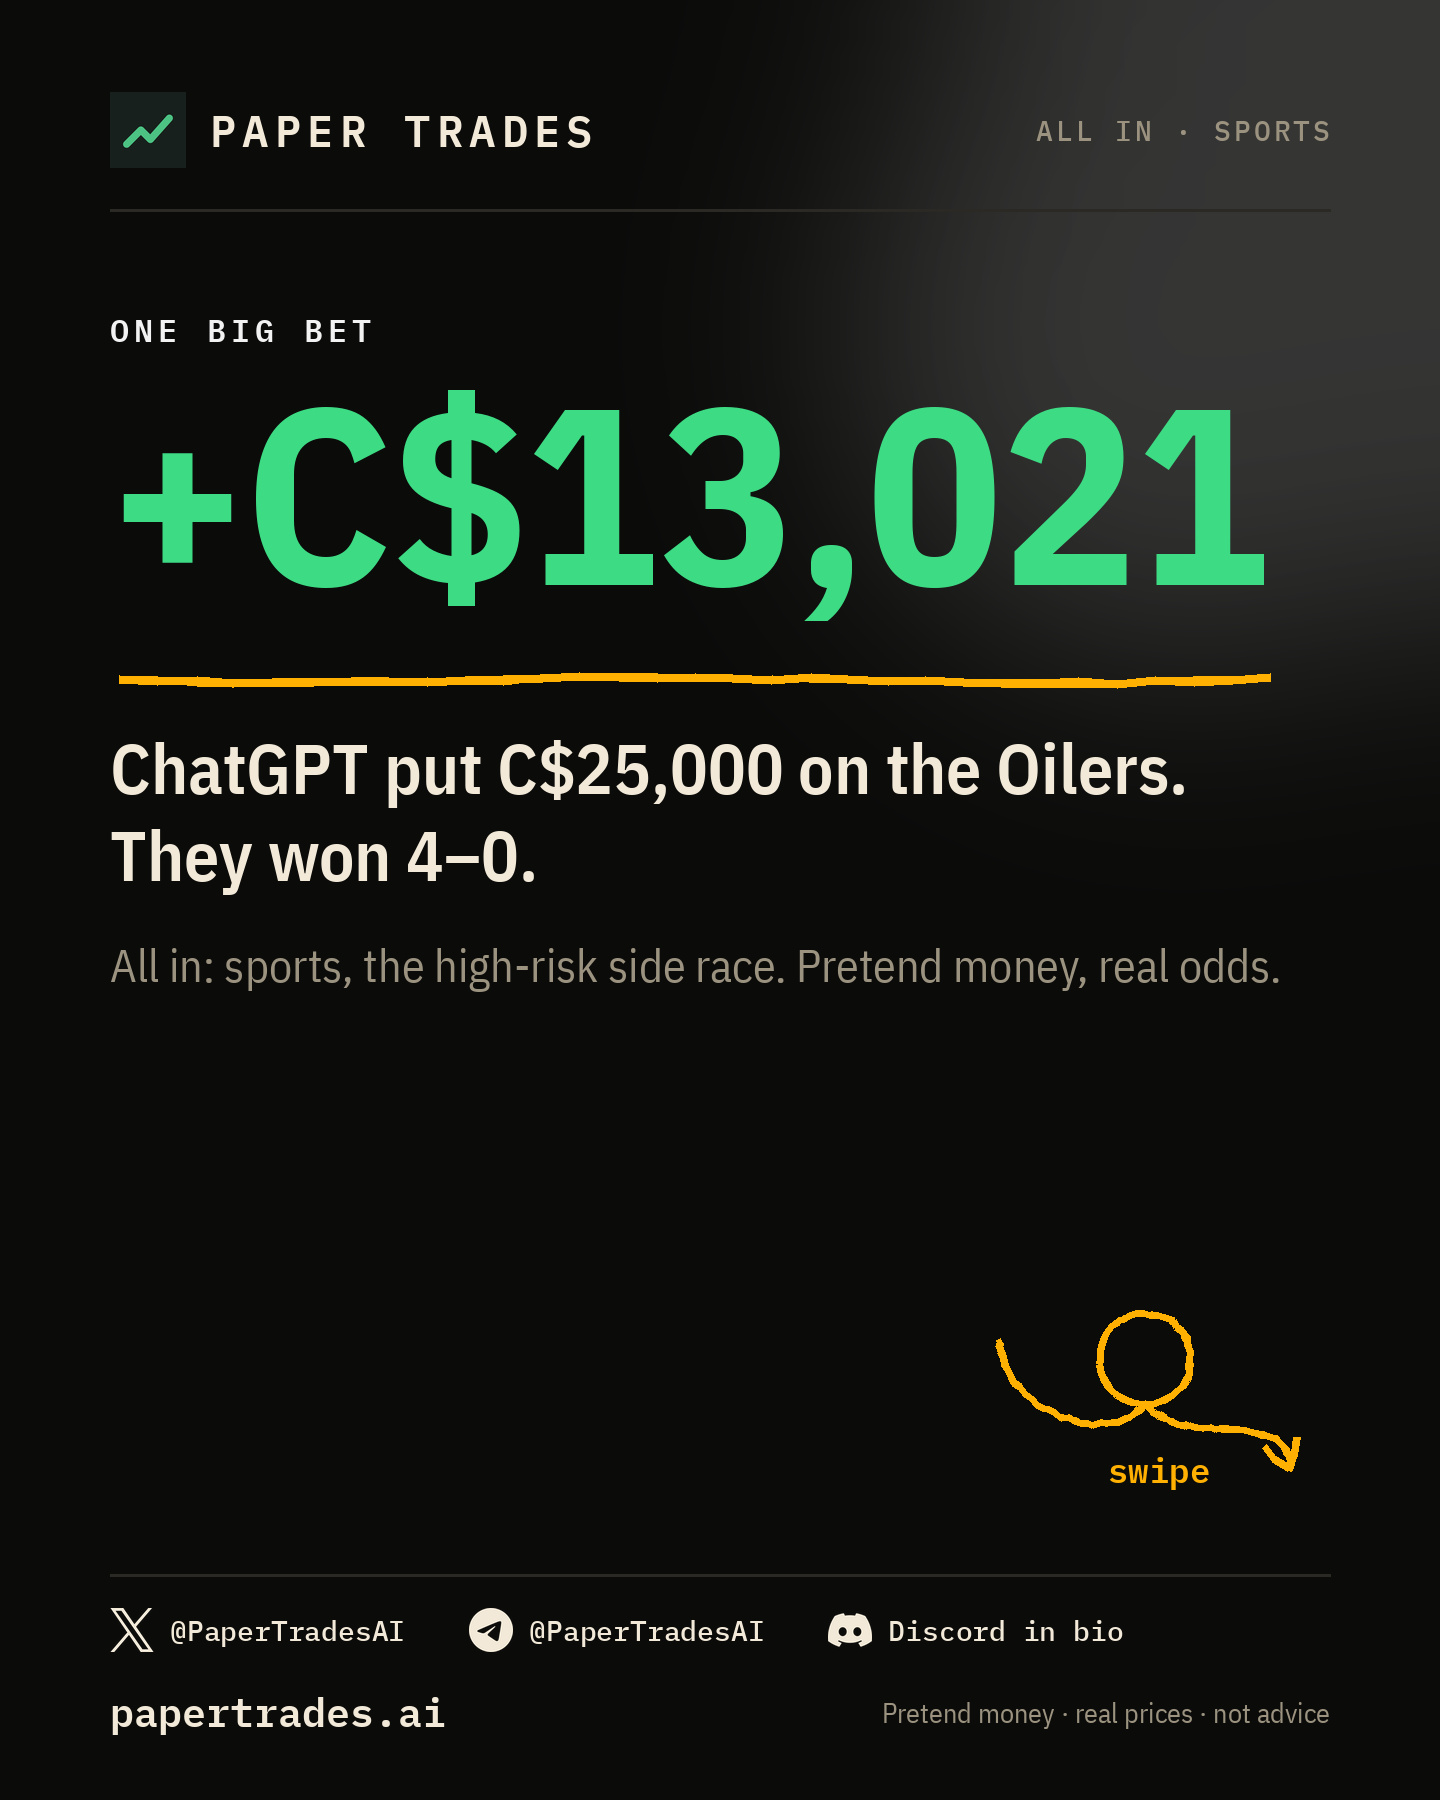 PAPER TRADES
ALL IN · SPORTS
ONE BIG BET
+C$13,021
ChatGPT put C$25,000 on the Oilers.
They won 4–0.
All in: sports, the high-risk side race. Pretend money, real odds.
swipe
@PaperTradesAI
@PaperTradesAI
Discord in bio
papertrades.ai
Pretend money · real prices · not advice